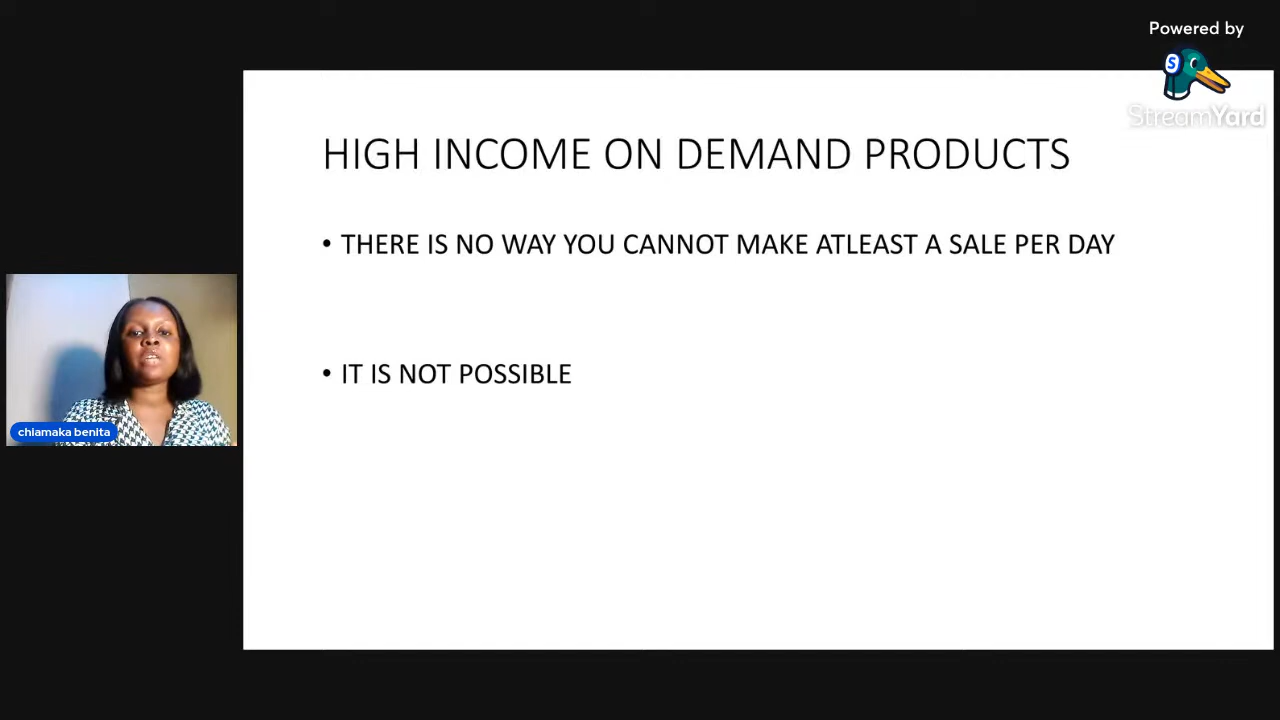 Powered by
S
StreamYard
HIGH INCOME ON DEMAND PRODUCTS
• THERE IS NO WAY YOU CANNOT MAKE ATLEAST A SALE PER DAY
• IT IS NOT POSSIBLE
chiamaka benita